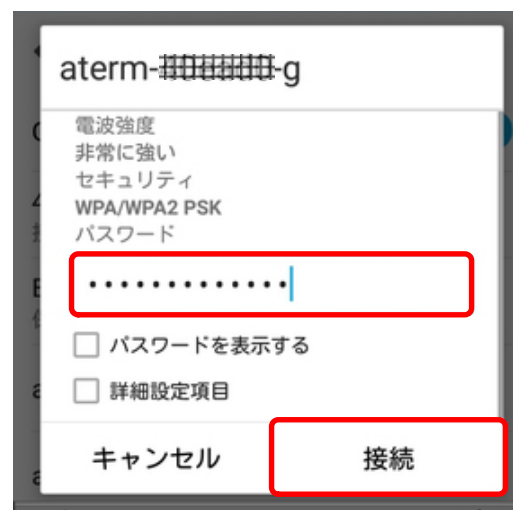 aterm-
-g
電波強度
非常に強い
セキュリティ
WPA/WPA2 PSK
パスワード
•••••••••••••
パスワードを表示する
詳細設定項目
キャンセル
接続